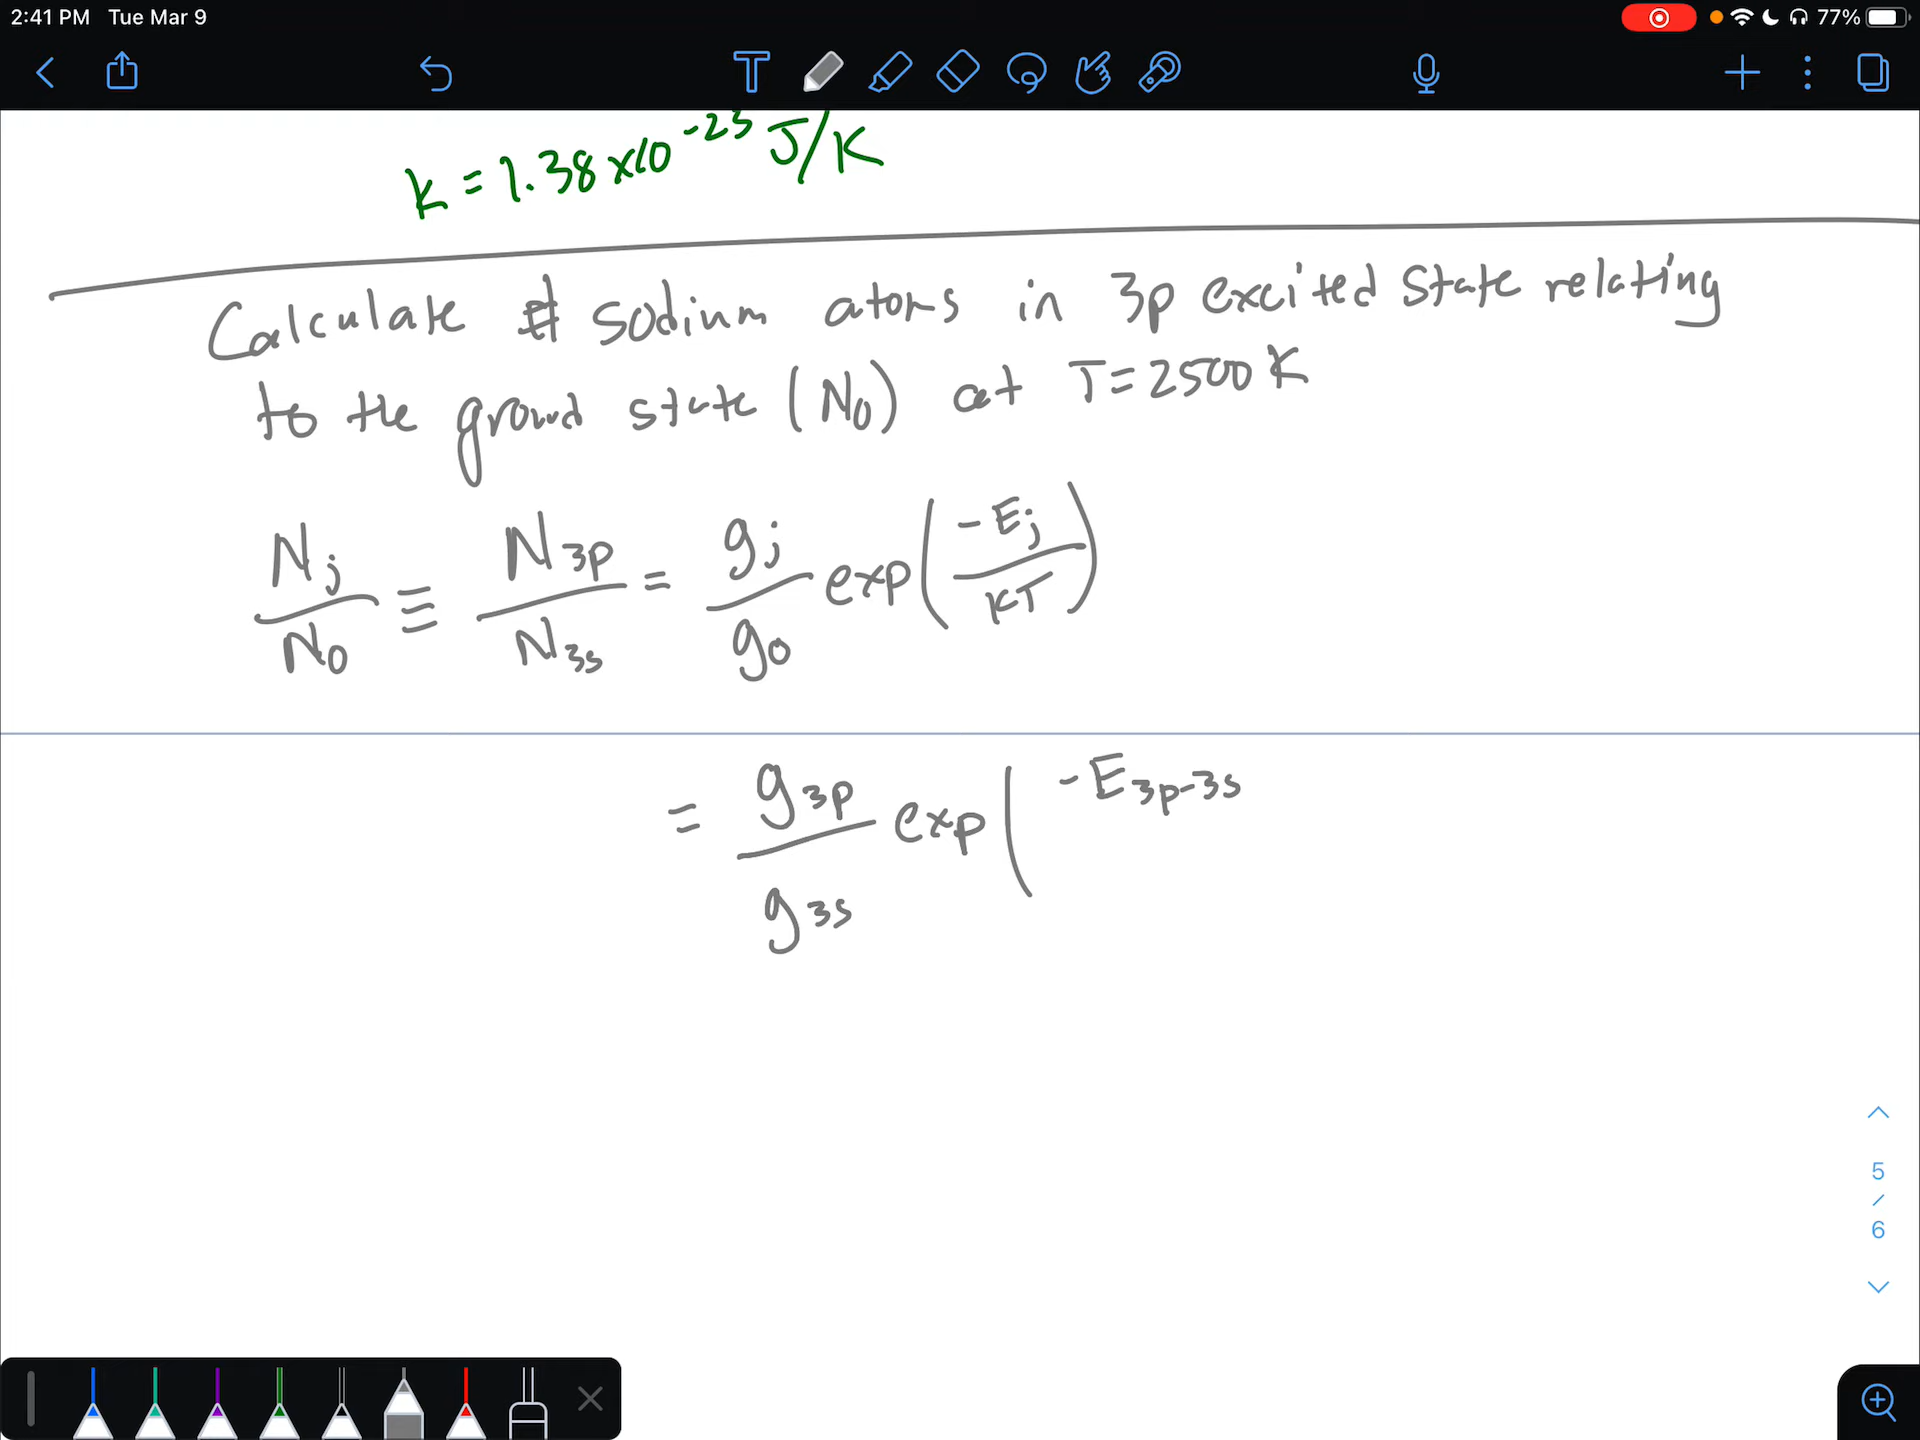 2:41 PM Tue Mar 9 77%
T
k = 1.38 x10^-23 J/K
Calculate # sodium atoms in 3p excited state relating
to the ground state (N0) at T=2500K
Nj/N0 ≡ N3p/N3s = gj/g0 exp(-Ej/KT)
= g3p/g3s exp( -E3p-3s
5
/
6